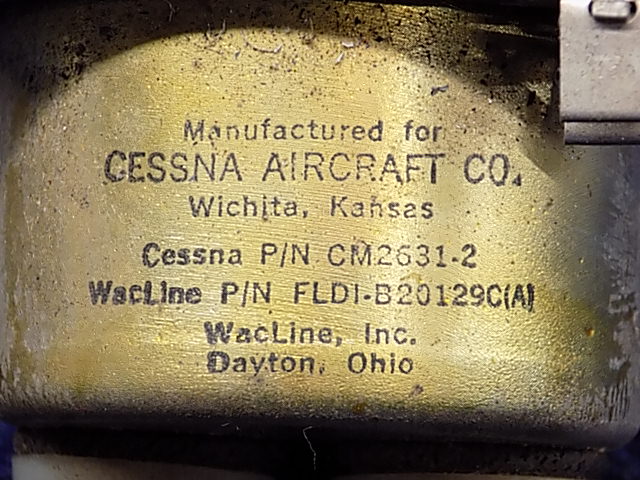 Manufactured for
CESSNA AIRCRAFT CO.
Wichita, Kansas
Cessna P/N CM2631-2
WacLine P/N FLDI-B20129C(A)
WacLine, Inc.
Dayton, Ohio